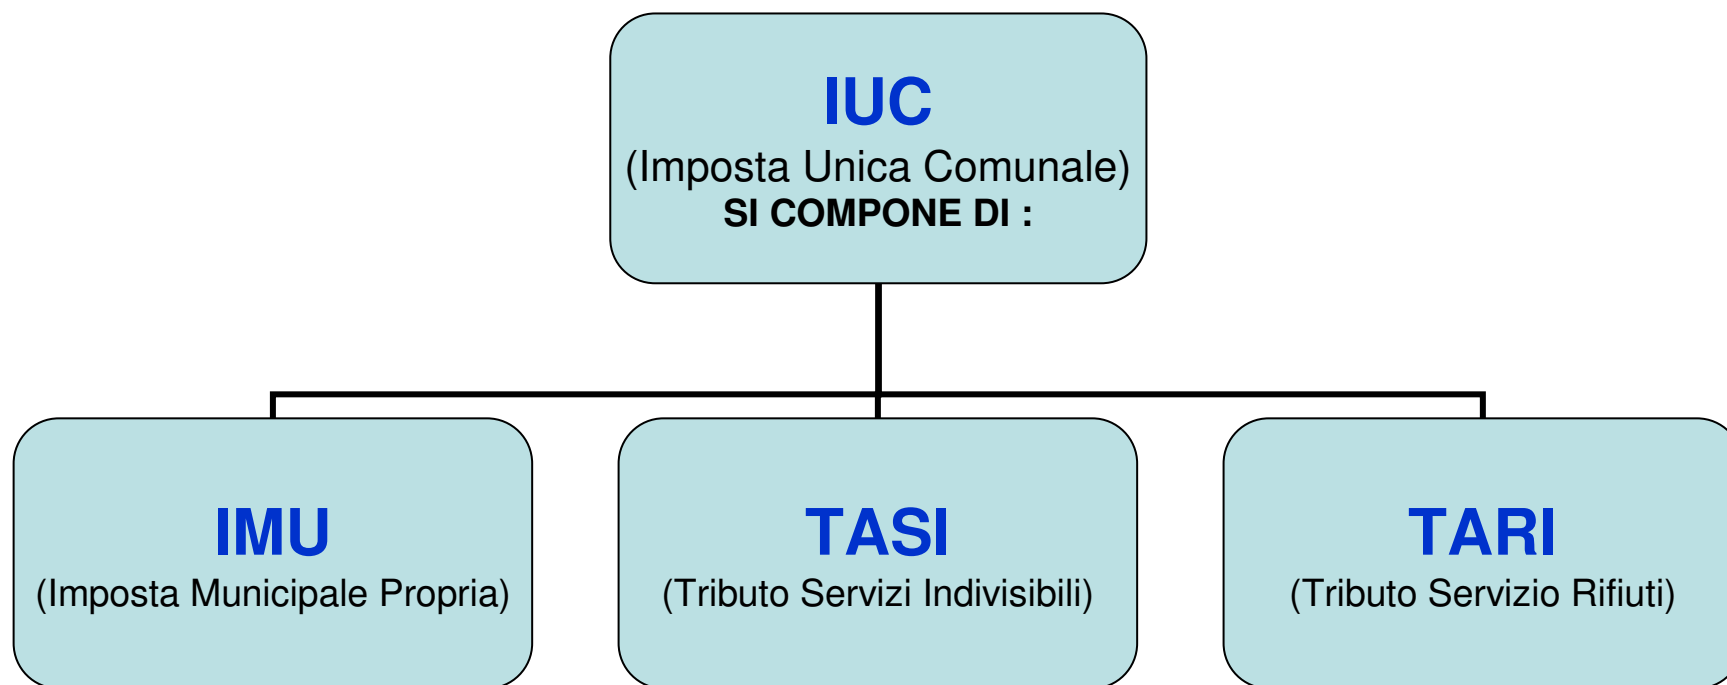 IUC
(Imposta Unica Comunale)
SI COMPONE DI :
IMU
(Imposta Municipale Propria)
TASI
(Tributo Servizi Indivisibili)
TARI
(Tributo Servizio Rifiuti)